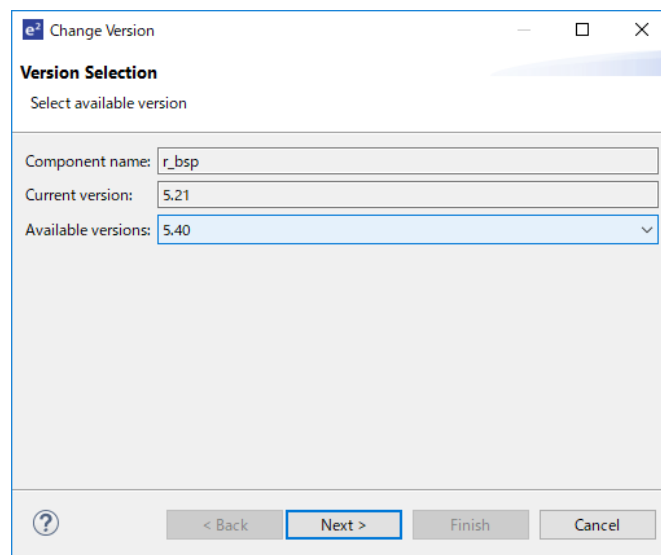 e² Change Version
Version Selection
Select available version
Component name: r_bsp
Current version: 5.21
Available versions: 5.40
? < Back Next > Finish Cancel